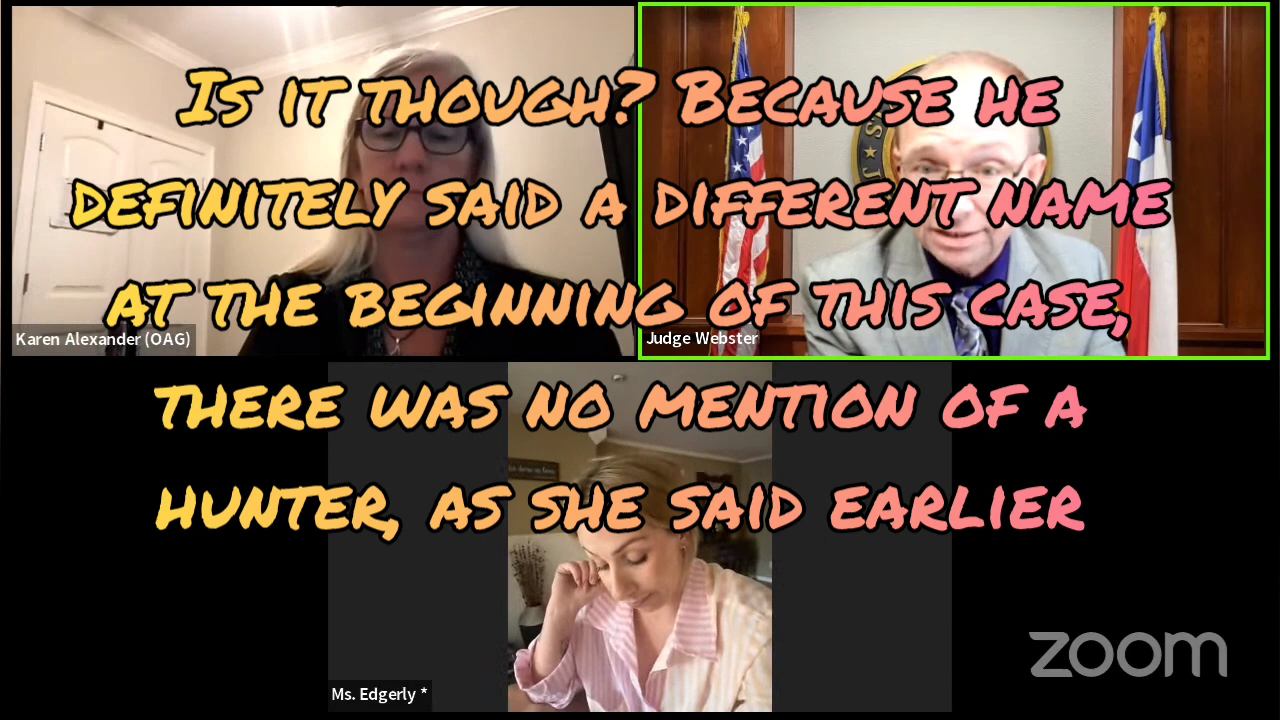 Is it though? Because he
definitely said a different name
at the beginning of this case,
Karen Alexander (OAG)
Judge Webster
there was no mention of a
hunter, as she said earlier
zoom
Ms. Edgerly *